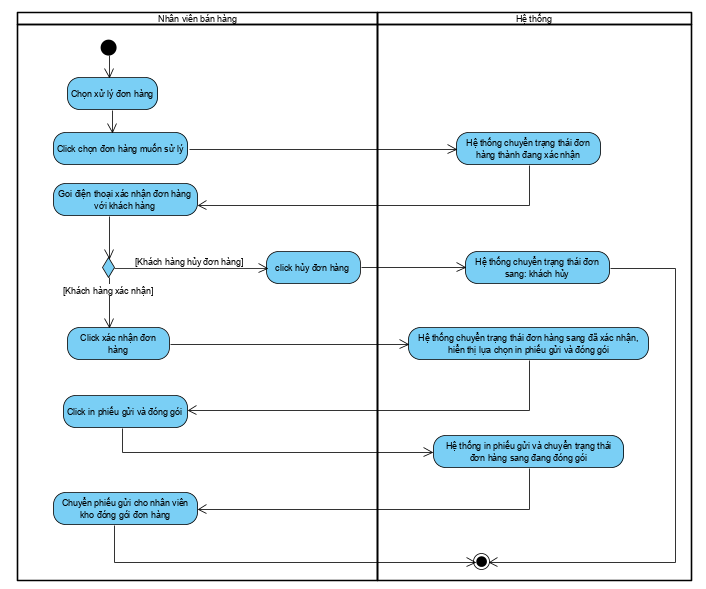 Nhân viên bán hàng
Hệ thống
Chọn xử lý đơn hàng
Click chọn đơn hàng muốn sử lý
Hệ thống chuyển trạng thái đơn
hàng thành đang xác nhận
Goi điện thoại xác nhận đơn hàng
với khách hàng
[Khách hàng hủy đơn hàng]
click hủy đơn hàng
Hệ thống chuyển trạng thái đơn
sang: khách hủy
[Khách hàng xác nhận]
Click xác nhận đơn
hàng
Hệ thống chuyển trạng thái đơn hàng sang đã xác nhận,
hiển thị lựa chọn in phiếu gửi và đóng gói
Click in phiếu gửi và đóng gói
Hệ thống in phiếu gửi và chuyển trạng thái
đơn hàng sang đang đóng gói
Chuyển phiếu gửi cho nhân viên
kho đóng gói đơn hàng